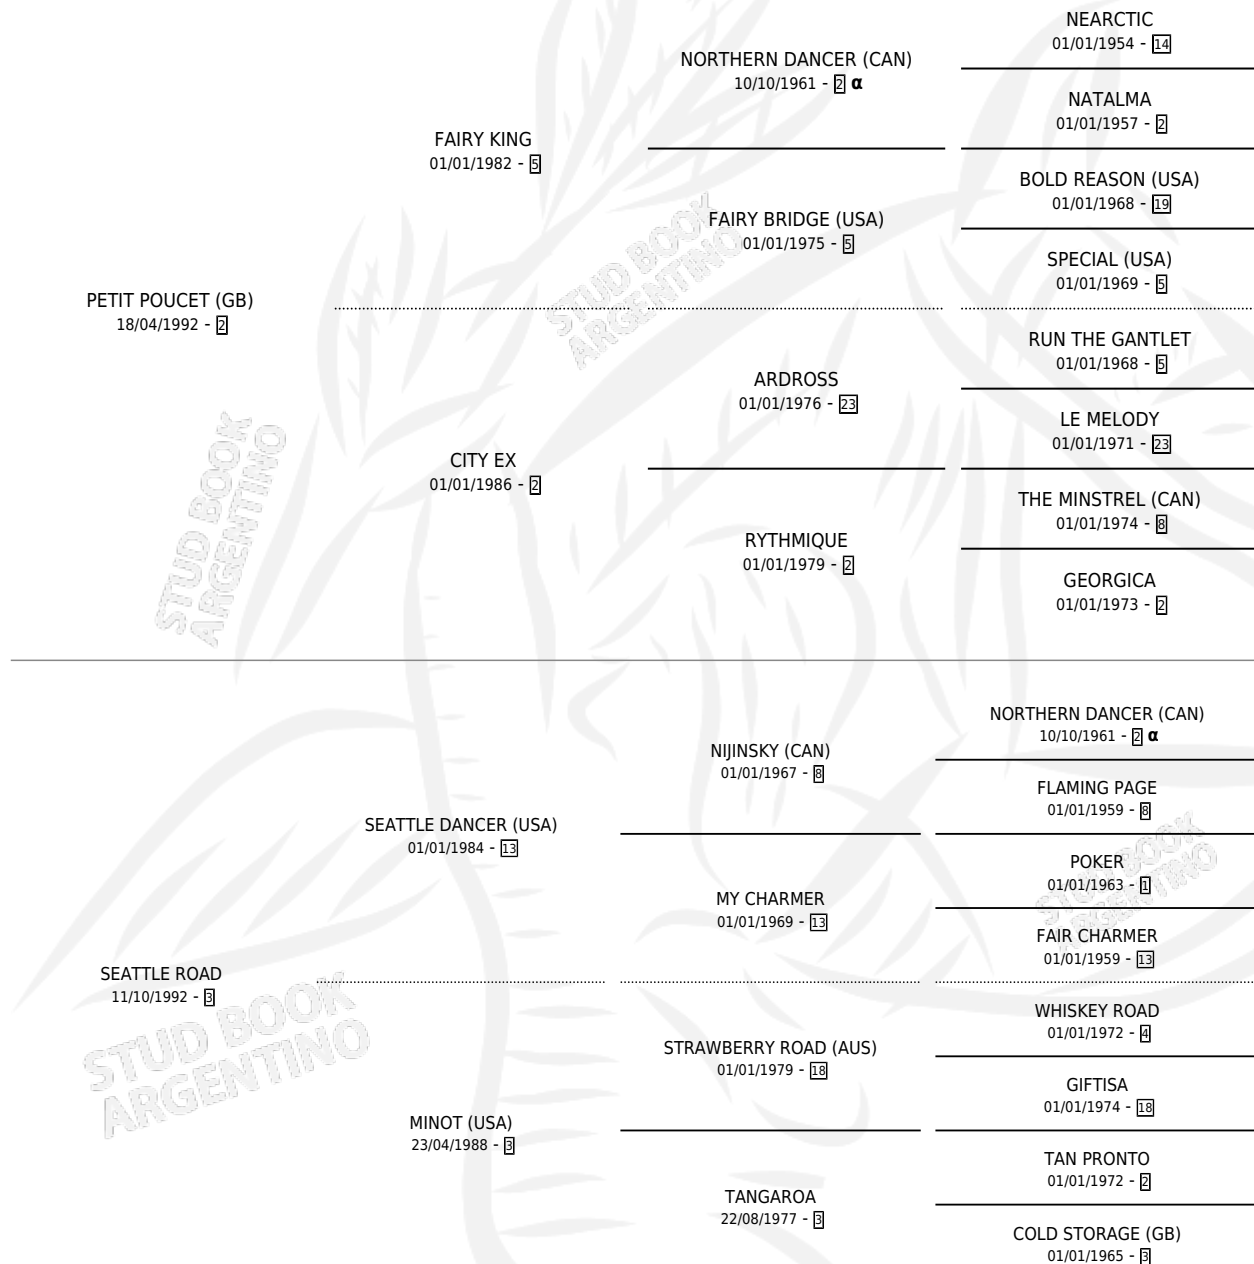 NEARCTIC
01/01/1954 - 14
NORTHERN DANCER (CAN)
10/10/1961 - 2 α
NATALMA
01/01/1957 - 2
FAIRY KING
01/01/1982 - 5
BOLD REASON (USA)
01/01/1968 - 19
FAIRY BRIDGE (USA)
01/01/1975 - 5
SPECIAL (USA)
01/01/1969 - 5
PETIT POUCET (GB)
18/04/1992 - 2
RUN THE GANTLET
01/01/1968 - 5
ARDROSS
01/01/1976 - 23
LE MELODY
01/01/1971 - 23
CITY EX
01/01/1986 - 2
THE MINSTREL (CAN)
01/01/1974 - 8
RYTHMIQUE
01/01/1979 - 2
GEORGICA
01/01/1973 - 2
NORTHERN DANCER (CAN)
10/10/1961 - 2 α
NIJINSKY (CAN)
01/01/1967 - 8
FLAMING PAGE
01/01/1959 - 8
SEATTLE DANCER (USA)
01/01/1984 - 13
POKER
01/01/1963 - 1
MY CHARMER
01/01/1969 - 13
FAIR CHARMER
01/01/1959 - 13
SEATTLE ROAD
11/10/1992 - 3
WHISKEY ROAD
01/01/1972 - 4
STRAWBERRY ROAD (AUS)
01/01/1979 - 18
GIFTISA
01/01/1974 - 18
MINOT (USA)
23/04/1988 - 3
TAN PRONTO
01/01/1972 - 2
TANGAROA
22/08/1977 - 3
COLD STORAGE (GB)
01/01/1965 - 3
STUD BOOK
ARGENTINO
STUD BOOK
ARGENTINO
STUD BOOK
ARGENTINO
STUD BOOK
ARGENTINO